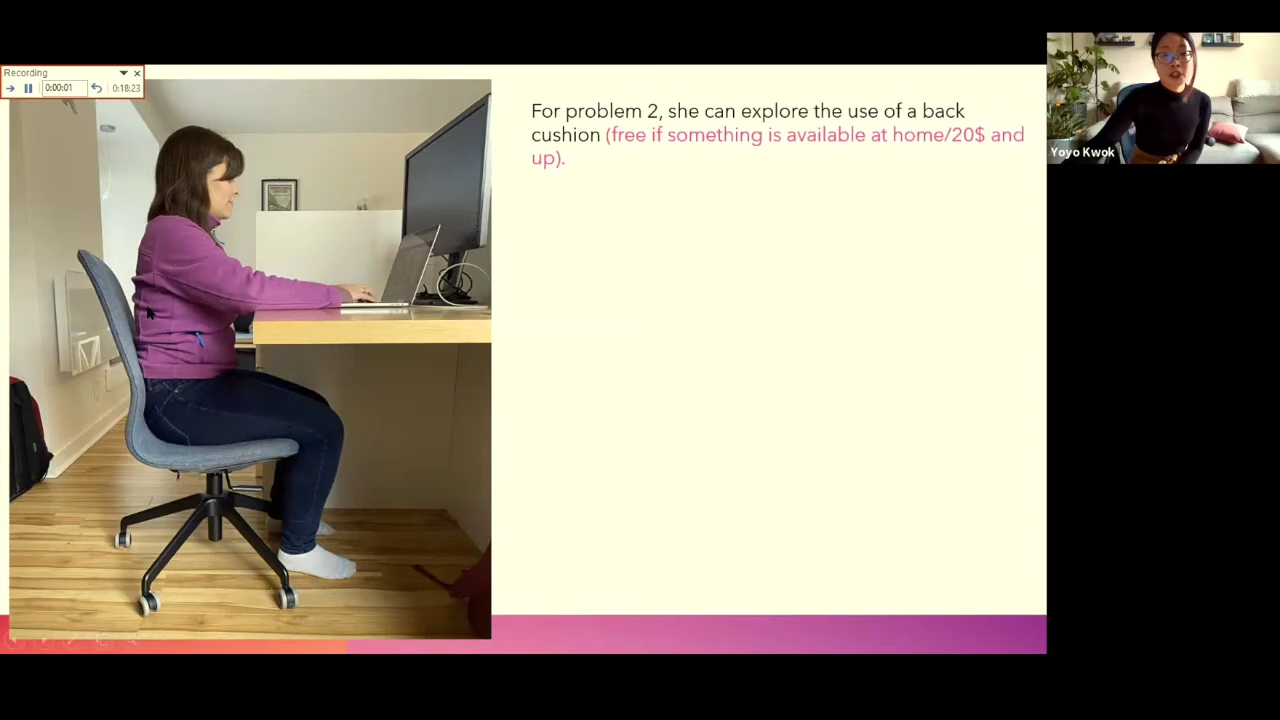 Recording
0:00:01
0:18:23
For problem 2, she can explore the use of a back
cushion (free if something is available at home/20$ and
up).
Yoyo Kwok